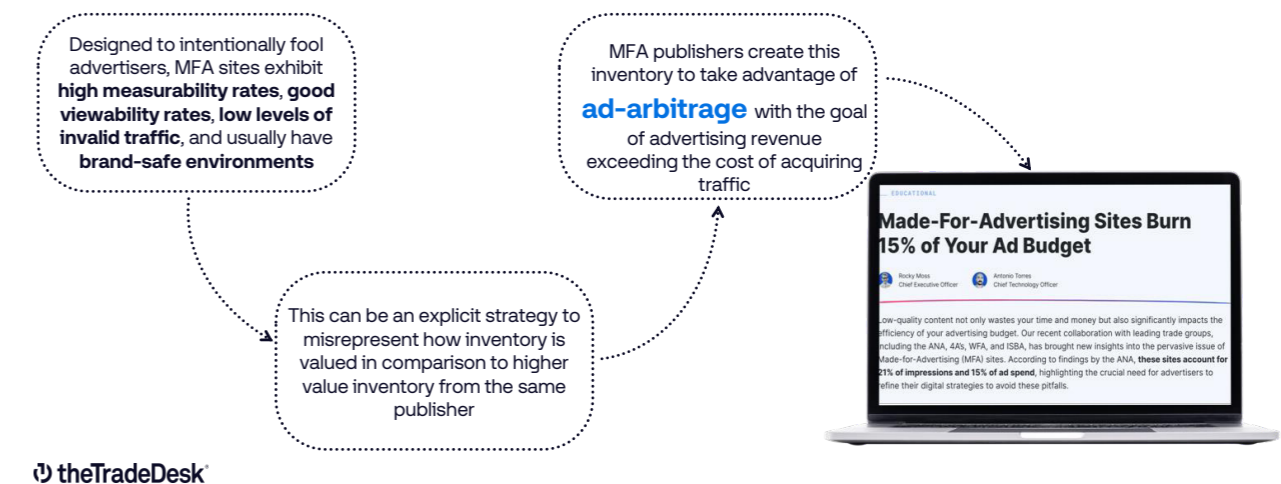 Designed to intentionally fool
advertisers, MFA sites exhibit
high measurability rates, good
viewability rates, low levels of
invalid traffic, and usually have
brand-safe environments
This can be an explicit strategy to
misrepresent how inventory is
valued in comparison to higher
value inventory from the same
publisher
MFA publishers create this
inventory to take advantage of
ad-arbitrage with the goal
of advertising revenue
exceeding the cost of acquiring
traffic
EDUCATIONAL
Made-For-Advertising Sites Burn
15% of Your Ad Budget
Rocky Moss
Chief Executive Officer
Antonio Torres
Chief Technology Officer
Low-quality content not only wastes your time and money but also significantly impacts the
efficiency of your advertising budget. Our recent collaboration with leading trade groups,
including the ANA, 4A's, WFA, and ISBA, has brought new insights into the pervasive issue of
Made-for-Advertising (MFA) sites. According to findings by the ANA, these sites account for
21% of impressions and 15% of ad spend, highlighting the crucial need for advertisers to
refine their digital strategies to avoid these pitfalls.
theTradeDesk